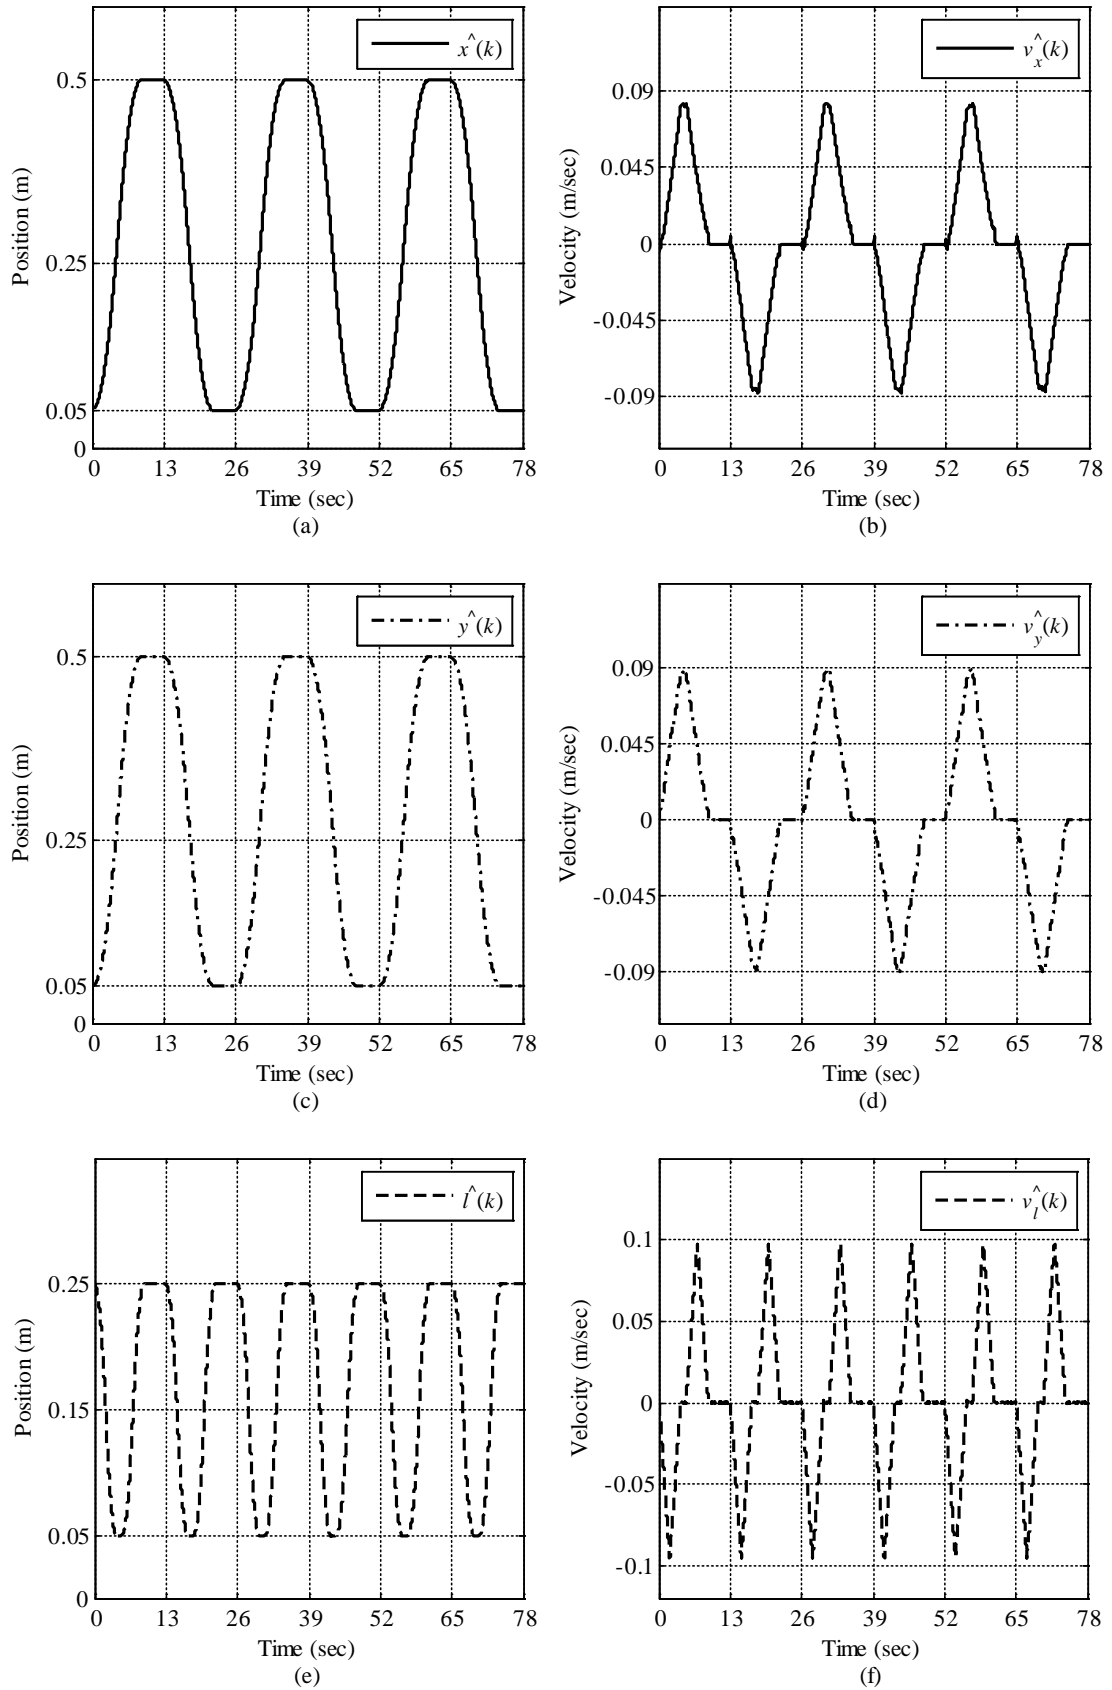 x^(k)
0.5
0.25
0.05
0
Position (m)
0 13 26 39 52 65 78
Time (sec)
(a)
v_x^(k)
0.09
0.045
0
-0.045
-0.09
Velocity (m/sec)
0 13 26 39 52 65 78
Time (sec)
(b)
y^(k)
0.5
0.25
0.05
0
Position (m)
0 13 26 39 52 65 78
Time (sec)
(c)
v_y^(k)
0.09
0.045
0
-0.045
-0.09
Velocity (m/sec)
0 13 26 39 52 65 78
Time (sec)
(d)
l^(k)
0.25
0.15
0.05
0
Position (m)
0 13 26 39 52 65 78
Time (sec)
(e)
v_l^(k)
0.1
0.05
0
-0.05
-0.1
Velocity (m/sec)
0 13 26 39 52 65 78
Time (sec)
(f)